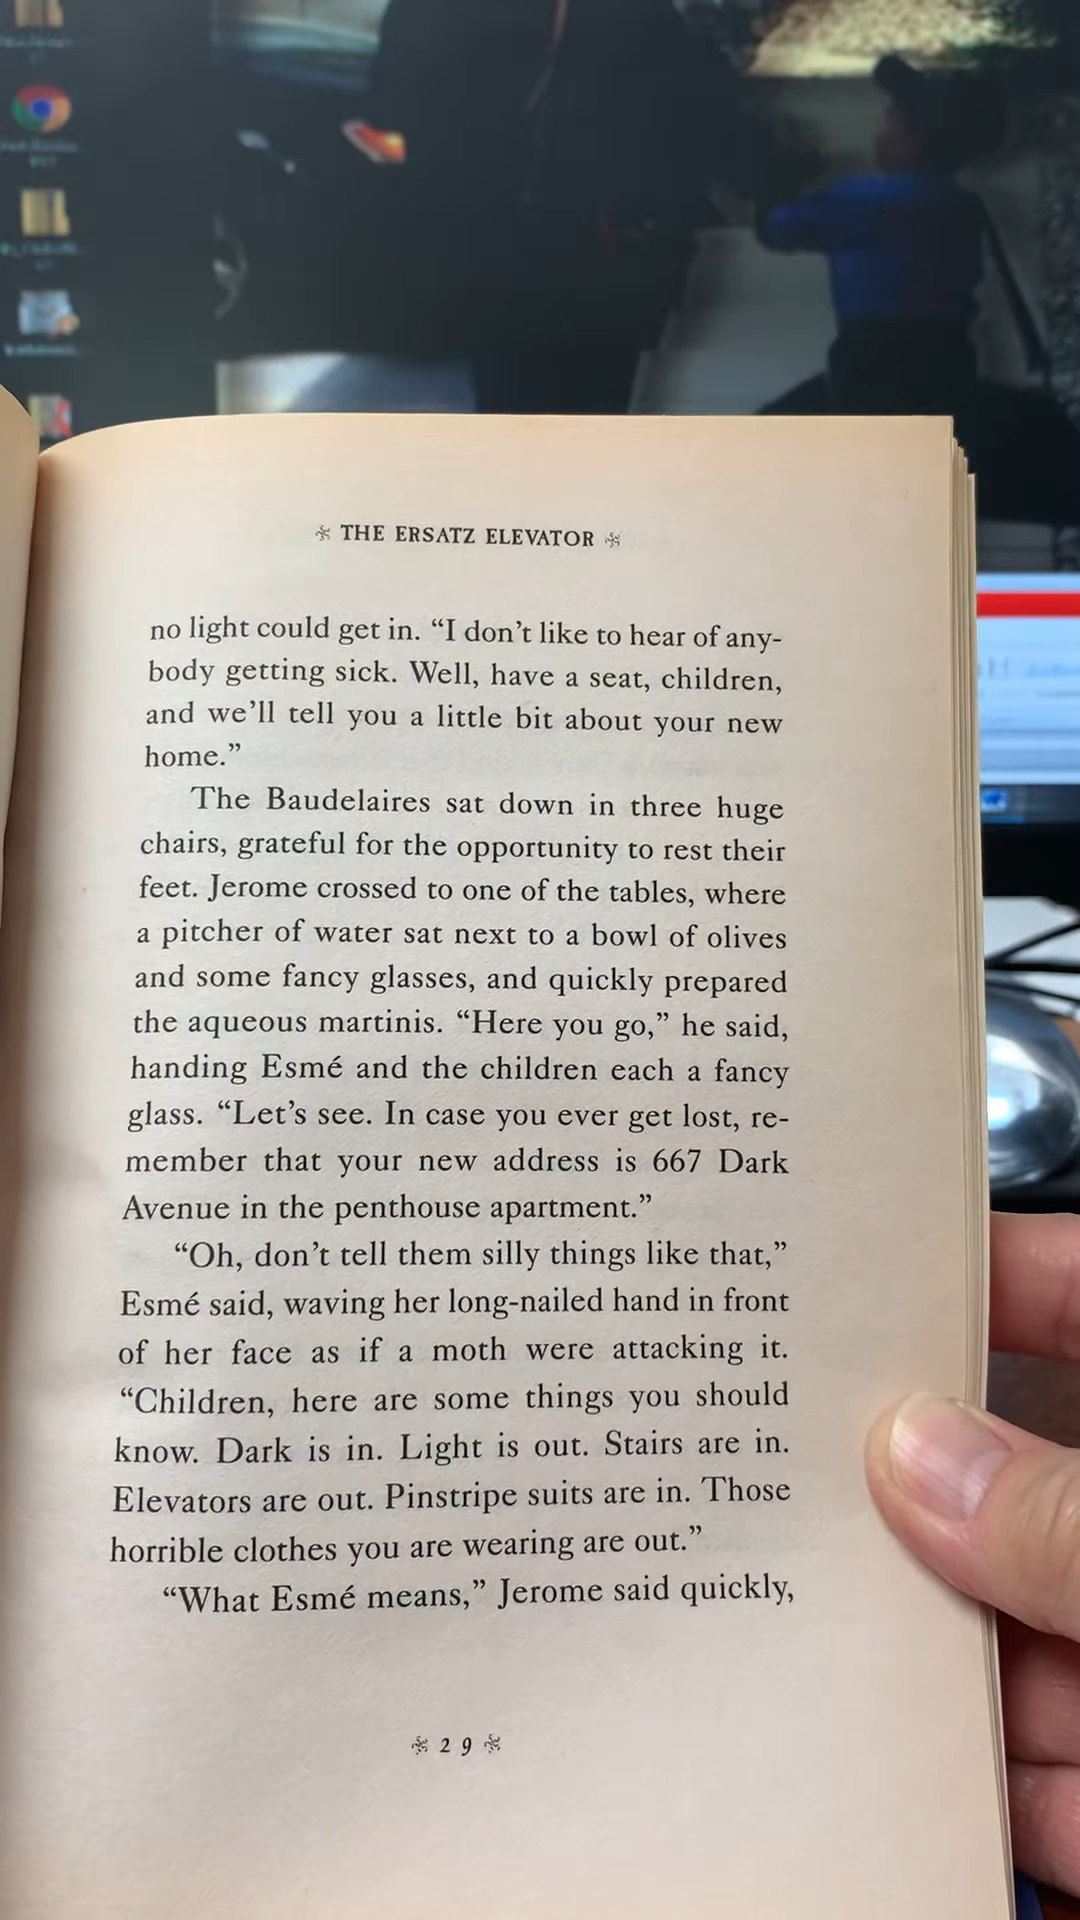 THE ERSATZ ELEVATOR
no light could get in. “I don’t like to hear of any-
body getting sick. Well, have a seat, children,
and we’ll tell you a little bit about your new
home.”
The Baudelaires sat down in three huge
chairs, grateful for the opportunity to rest their
feet. Jerome crossed to one of the tables, where
a pitcher of water sat next to a bowl of olives
and some fancy glasses, and quickly prepared
the aqueous martinis. “Here you go,” he said,
handing Esmé and the children each a fancy
glass. “Let’s see. In case you ever get lost, re-
member that your new address is 667 Dark
Avenue in the penthouse apartment.”
“Oh, don’t tell them silly things like that,”
Esmé said, waving her long-nailed hand in front
of her face as if a moth were attacking it.
“Children, here are some things you should
know. Dark is in. Light is out. Stairs are in.
Elevators are out. Pinstripe suits are in. Those
horrible clothes you are wearing are out.”
“What Esmé means,” Jerome said quickly,
29